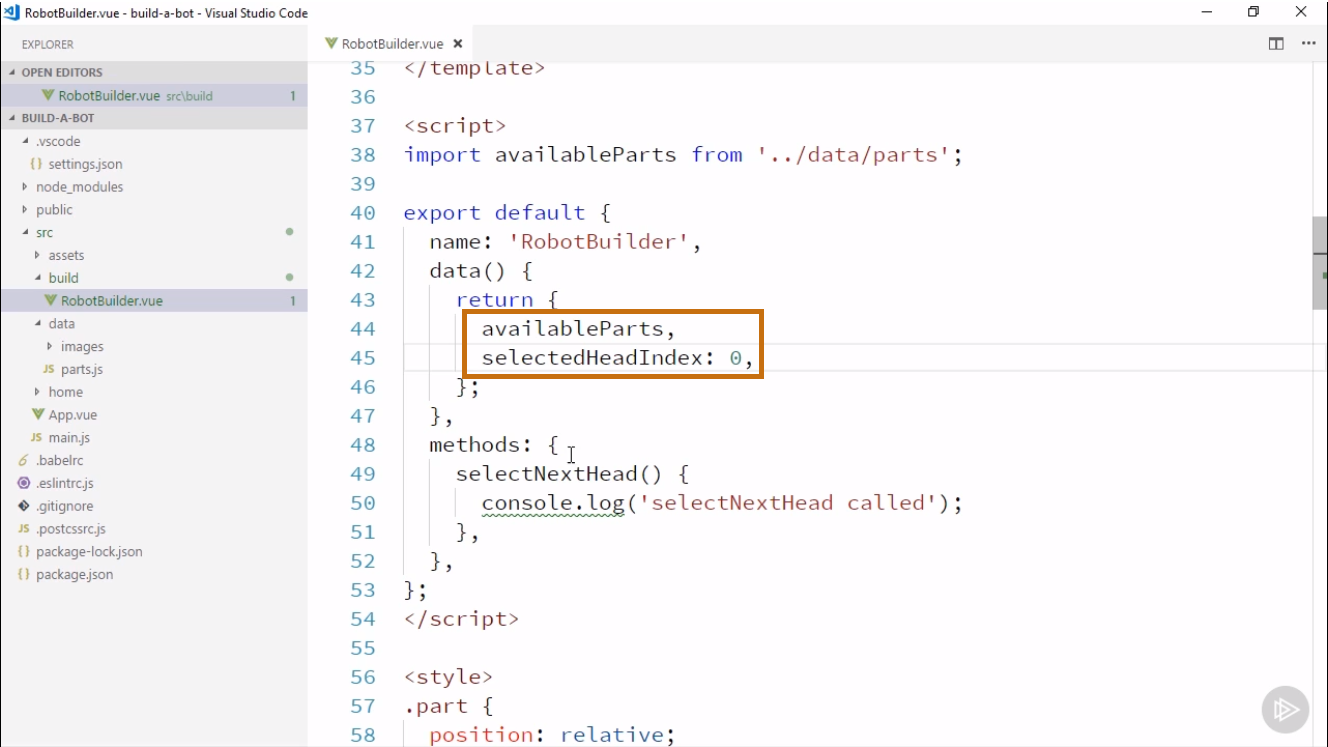 RobotBuilder.vue - build-a-bot - Visual Studio Code
EXPLORER
OPEN EDITORS
RobotBuilder.vue src\build 1
BUILD-A-BOT
.vscode
{} settings.json
node_modules
public
src
assets
build
RobotBuilder.vue 1
data
images
JS parts.js
home
App.vue
JS main.js
.babelrc
.eslintrc.js
.gitignore
JS .postcssrc.js
{} package-lock.json
{} package.json
RobotBuilder.vue
35 </template>
36
37 <script>
38 import availableParts from '../data/parts';
39
40 export default {
41 name: 'RobotBuilder',
42 data() {
43 return {
44 availableParts,
45 selectedHeadIndex: 0,
46 };
47 },
48 methods: {
49 selectNextHead() {
50 console.log('selectNextHead called');
51 },
52 },
53 };
54 </script>
55
56 <style>
57 .part {
58 position: relative;